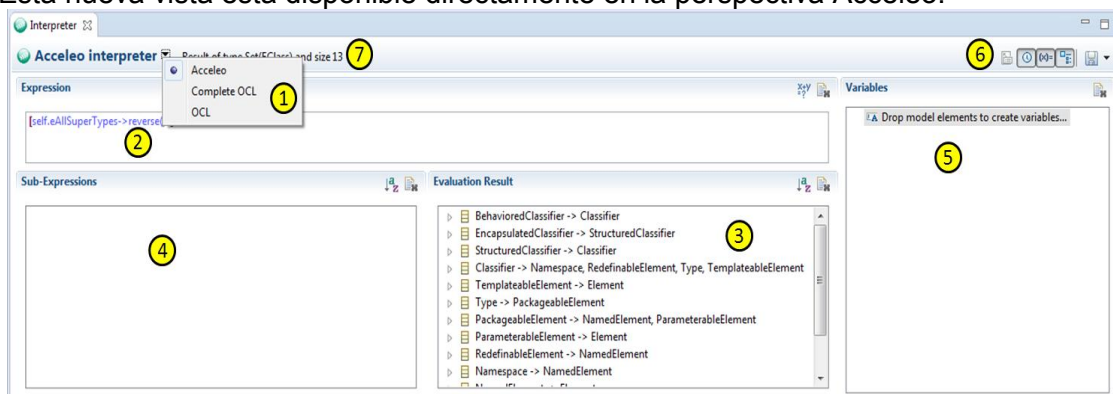 Esta nueva vista está disponible directamente en la perspectiva Acceleo.
Interpreter
Acceleo interpreter Result of type Set(EClass) and size 13 7
6
Acceleo
Complete OCL
OCL
1
Expression
Variables
[self.eAllSuperTypes->reverse()
2
Drop model elements to create variables...
5
Sub-Expressions
Evaluation Result
4
3
BehavioredClassifier -> Classifier
EncapsulatedClassifier -> StructuredClassifier
StructuredClassifier -> Classifier
Classifier -> Namespace, RedefinableElement, Type, TemplateableElement
TemplateableElement -> Element
Type -> PackageableElement
PackageableElement -> NamedElement, ParameterableElement
ParameterableElement -> Element
RedefinableElement -> NamedElement
Namespace -> NamedElement